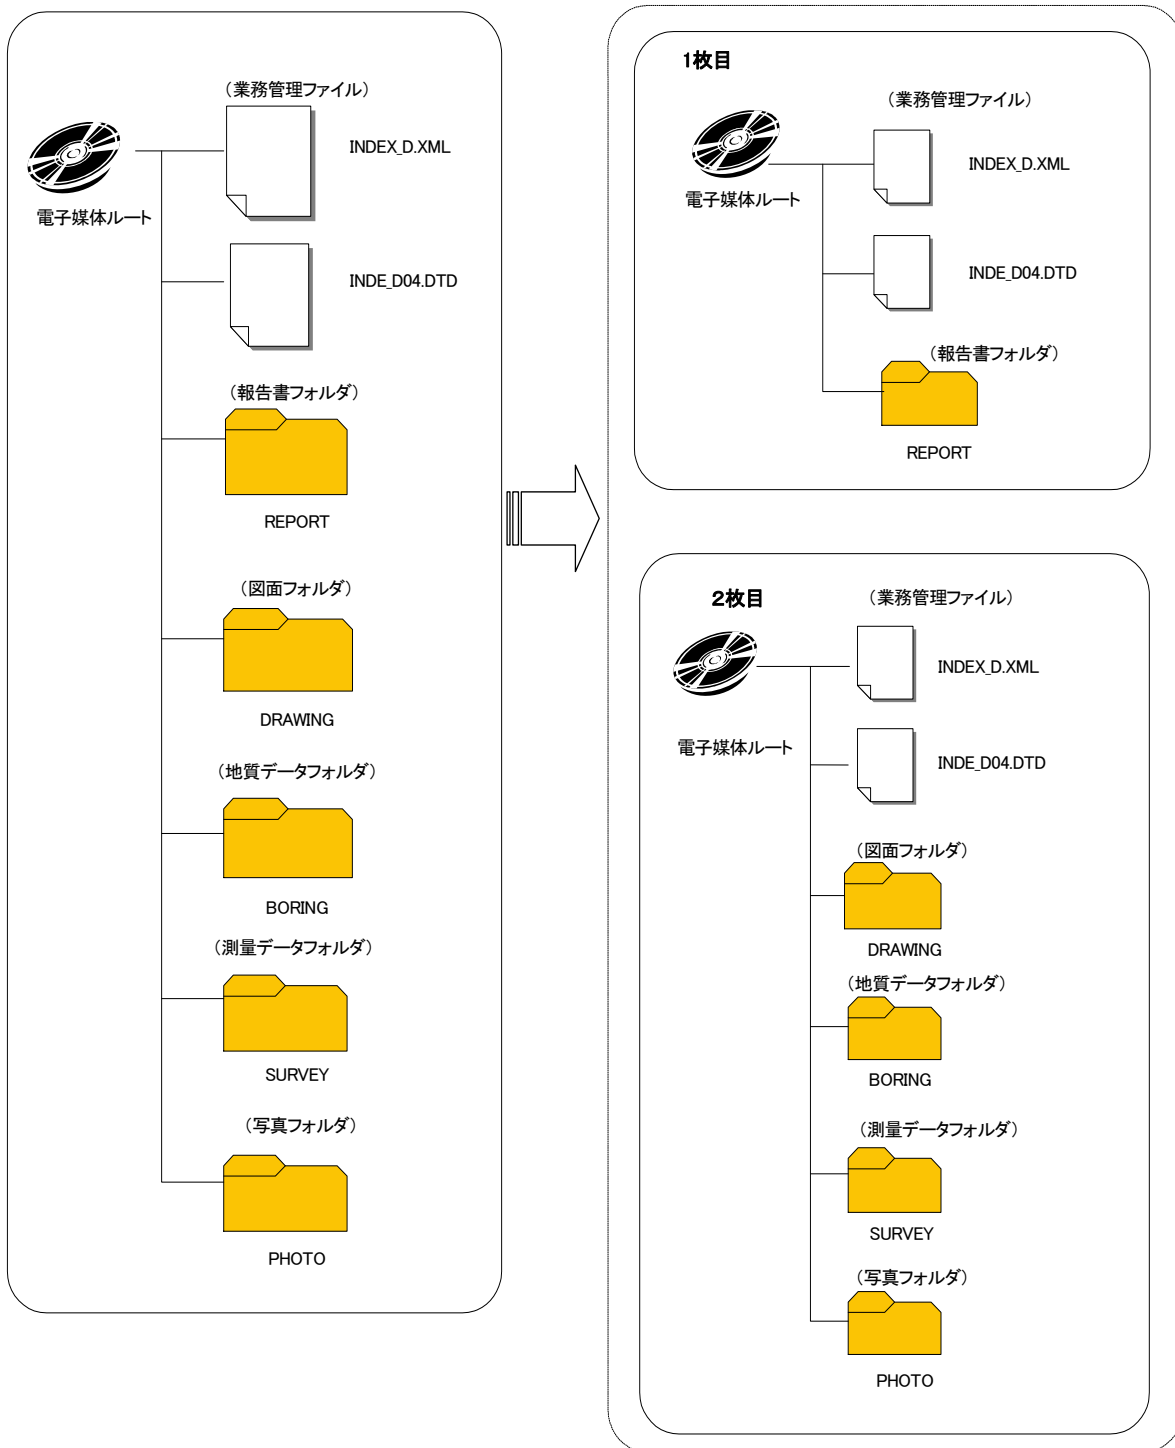 （業務管理ファイル）
INDEX_D.XML
電子媒体ルート
INDE_D04.DTD
（報告書フォルダ）
REPORT
（図面フォルダ）
DRAWING
（地質データフォルダ）
BORING
（測量データフォルダ）
SURVEY
（写真フォルダ）
PHOTO
1枚目
（業務管理ファイル）
INDEX_D.XML
電子媒体ルート
INDE_D04.DTD
（報告書フォルダ）
REPORT
2枚目
（業務管理ファイル）
INDEX_D.XML
電子媒体ルート
INDE_D04.DTD
（図面フォルダ）
DRAWING
（地質データフォルダ）
BORING
（測量データフォルダ）
SURVEY
（写真フォルダ）
PHOTO